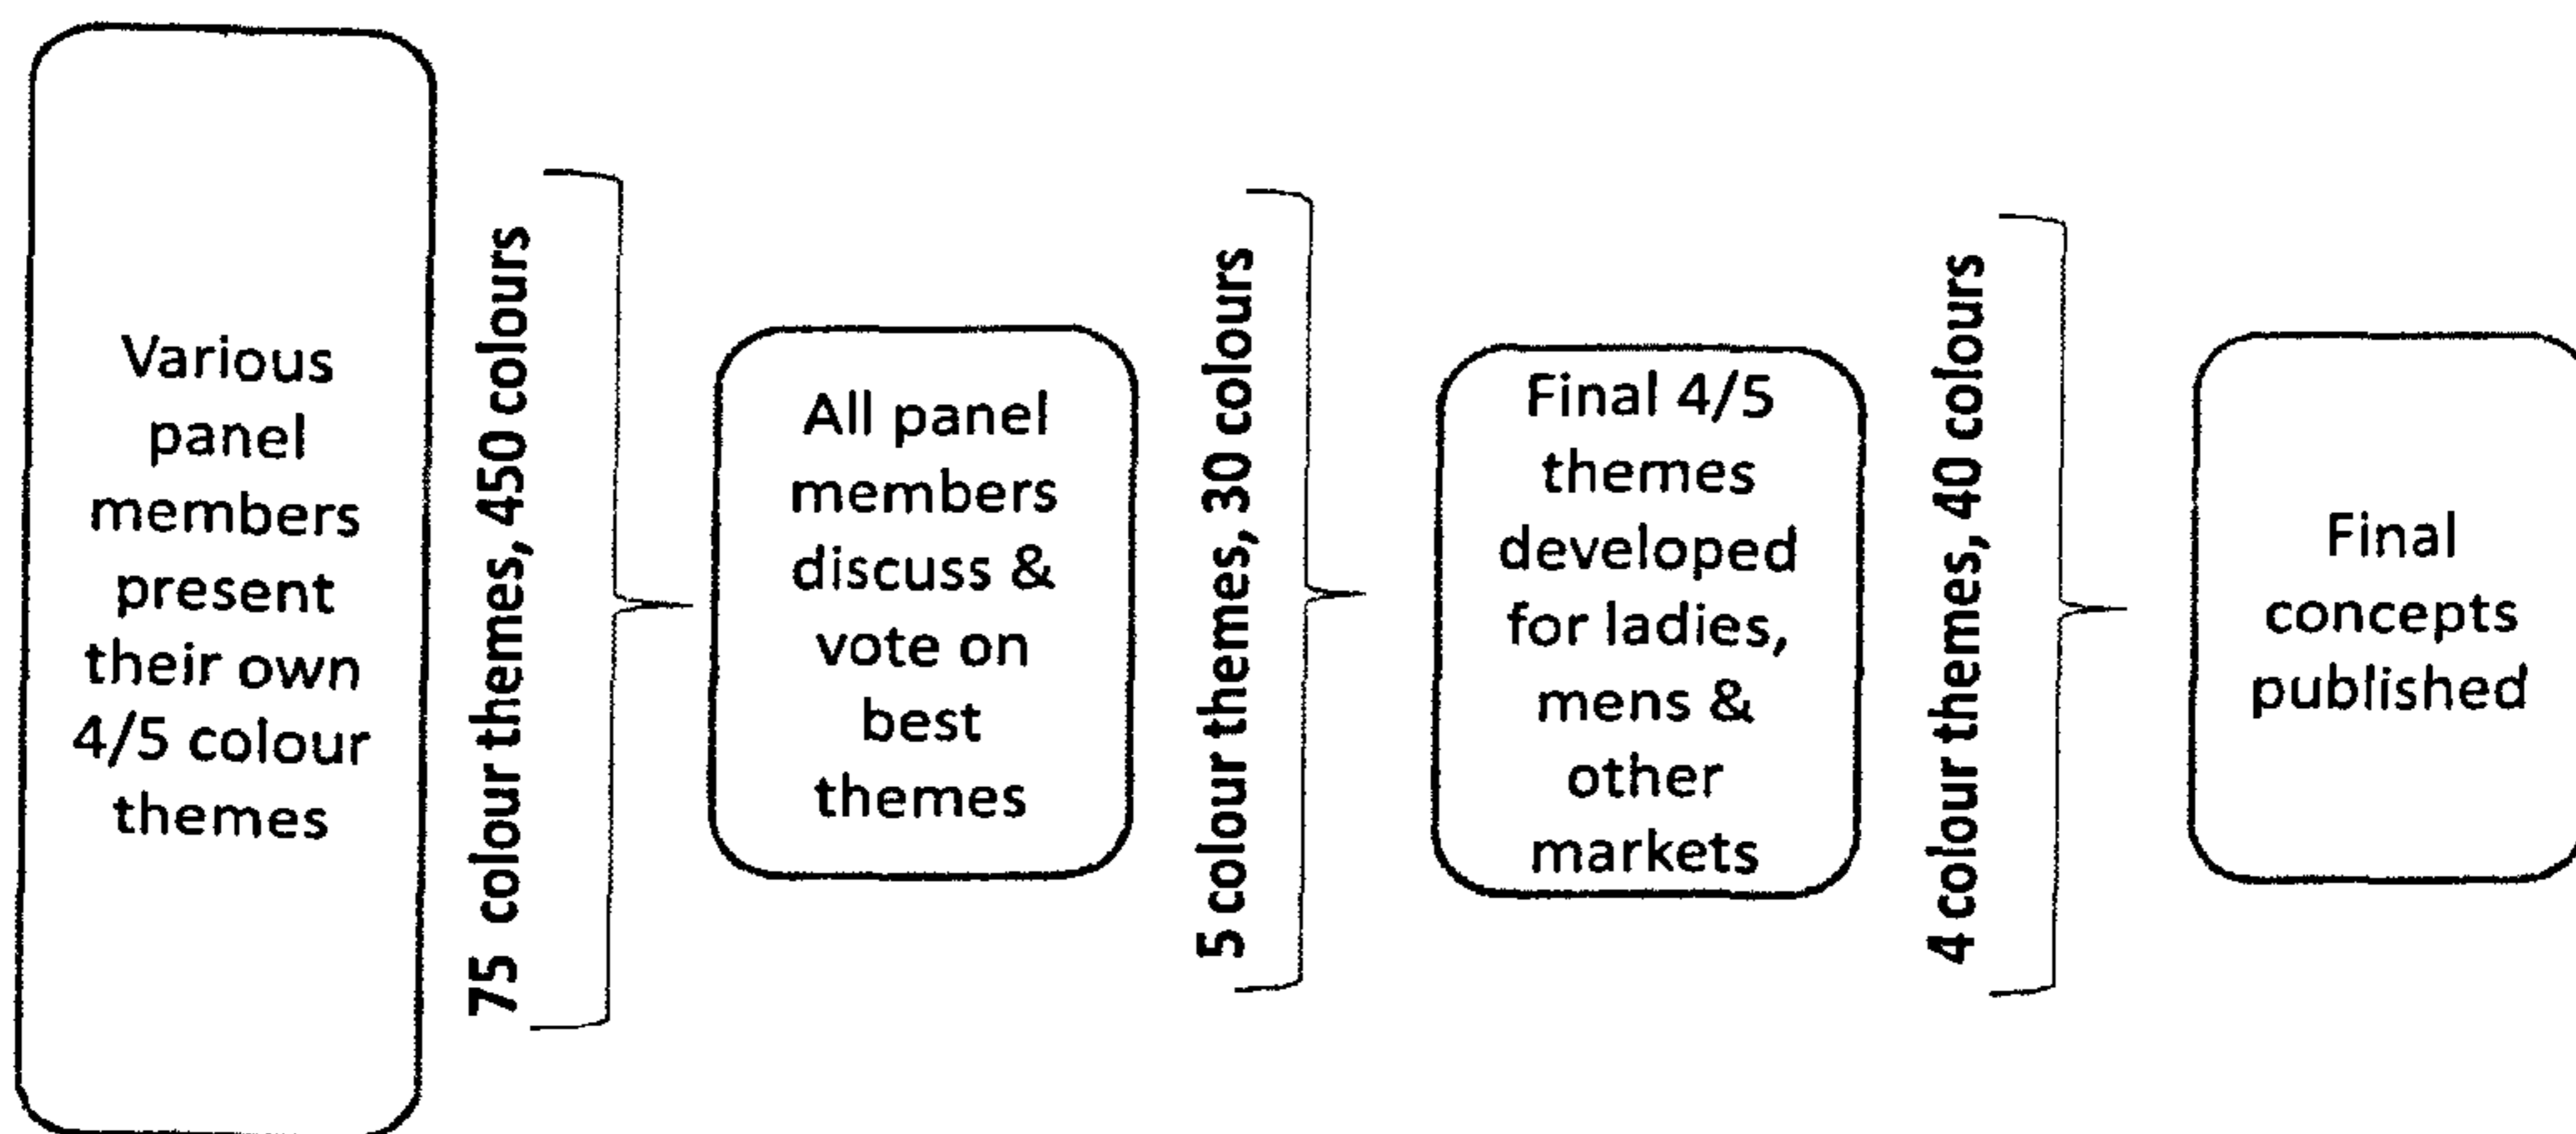 Various
panel
members
present
their own
4/5 colour
themes
75 colour themes, 450 colours
All panel
members
discuss &
vote on
best
themes
5 colour themes, 30 colours
Final 4/5
themes
developed
for ladies,
mens &
other
markets
4 colour themes, 40 colours
Final
concepts
published